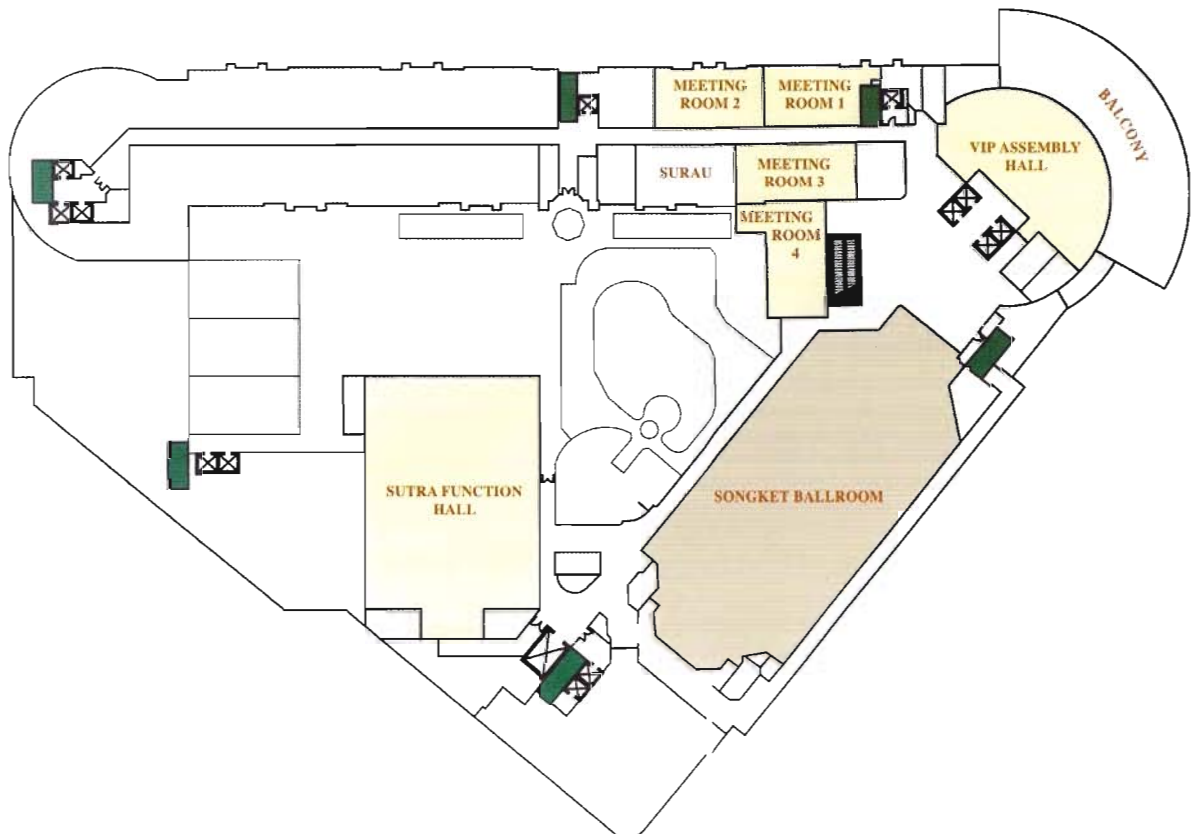 MEETING
ROOM 2
MEETING
ROOM 1
BALCONY
VIP ASSEMBLY
HALL
SURAU
MEETING
ROOM 3
MEETING
ROOM
4
SUTRA FUNCTION
HALL
SONGKET BALLROOM